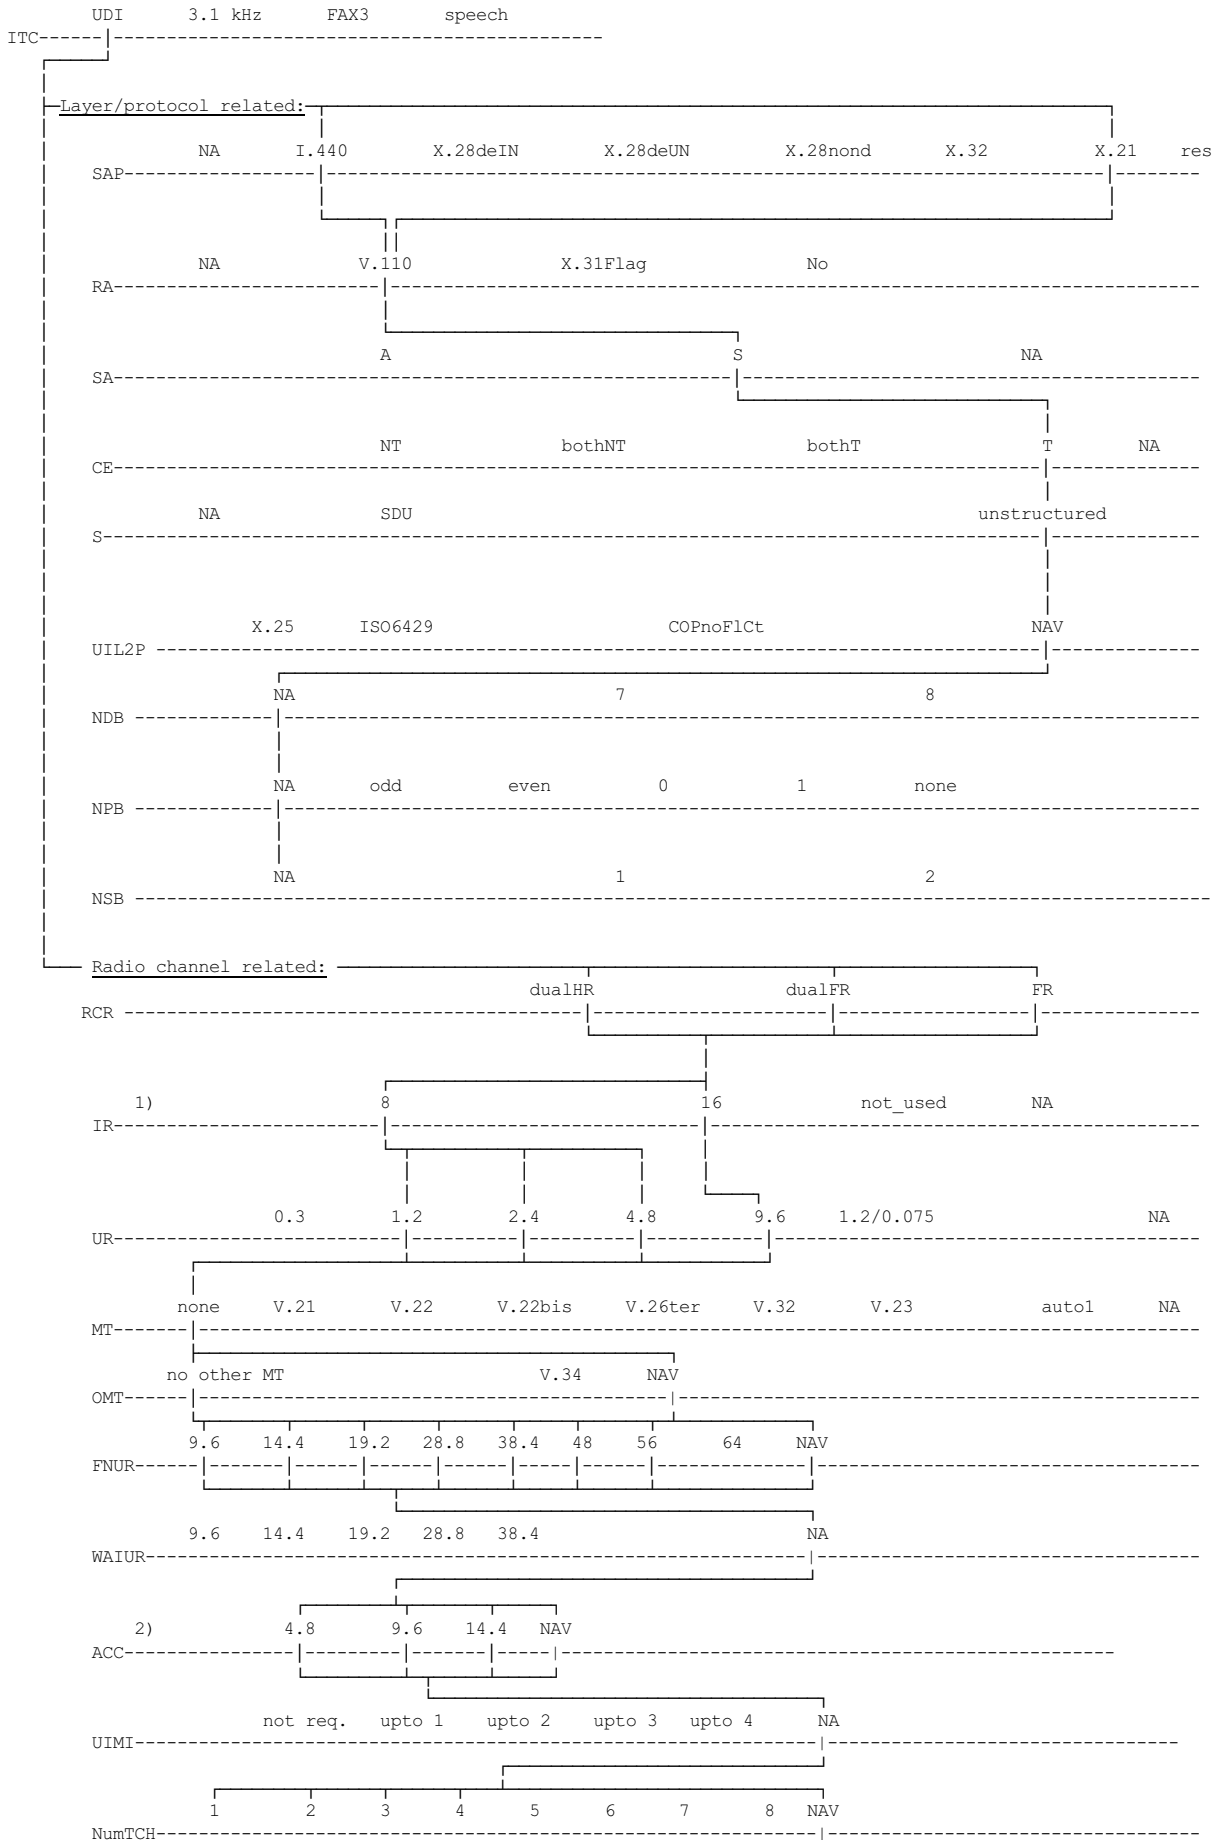 UDI 3.1 kHz FAX3 speech
ITC
Layer/protocol related:
NA I.440 X.28deIN X.28deUN X.28nond X.32 X.21 res
SAP
NA V.110 X.31Flag No
RA
A S NA
SA
NT bothNT bothT T NA
CE
NA SDU unstructured
S
X.25 ISO6429 COPnoFlCt NAV
UIL2P
NA 7 8
NDB
NA odd even 0 1 none
NPB
NA 1 2
NSB
Radio channel related:
dualHR dualFR FR
RCR
1) 8 16 not_used NA
IR
0.3 1.2 2.4 4.8 9.6 1.2/0.075 NA
UR
none V.21 V.22 V.22bis V.26ter V.32 V.23 auto1 NA
MT
no other MT V.34 NAV
OMT
9.6 14.4 19.2 28.8 38.4 48 56 64 NAV
FNUR
9.6 14.4 19.2 28.8 38.4 NA
WAIUR
2) 4.8 9.6 14.4 NAV
ACC
not req. upto 1 upto 2 upto 3 upto 4 NA
UIMI
1 2 3 4 5 6 7 8 NAV
NumTCH